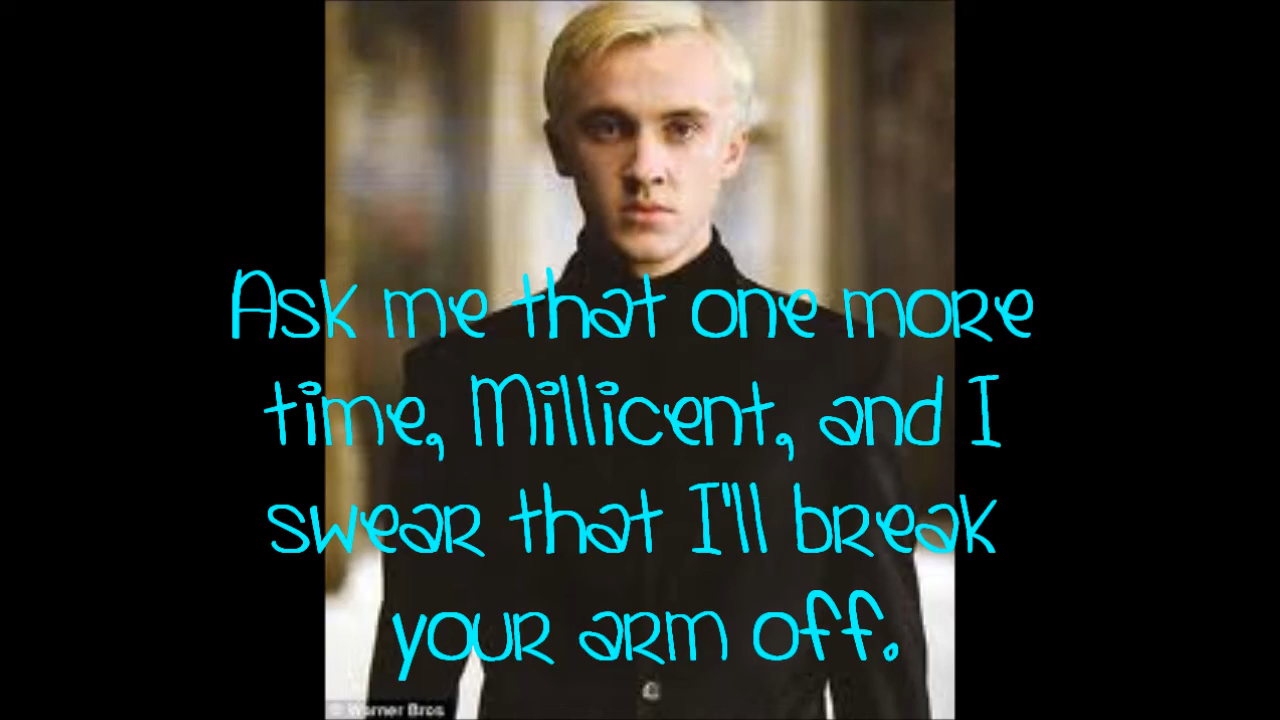 Ask me that one more
time, Millicent, and I
swear that I'll break
your arm off.
© Warner Bros